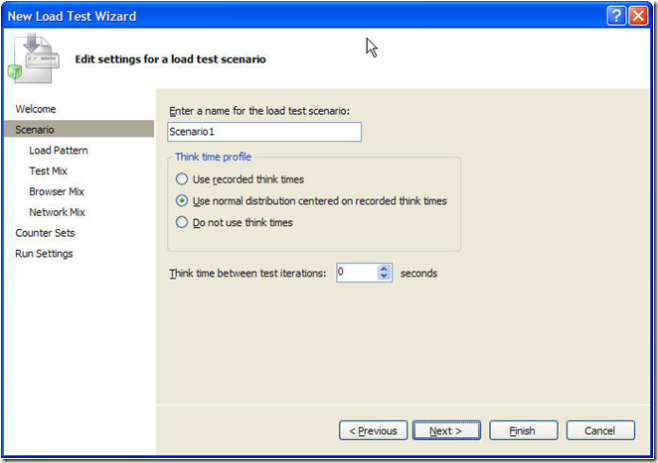 New Load Test Wizard
Edit settings for a load test scenario
Welcome
Scenario
Load Pattern
Test Mix
Browser Mix
Network Mix
Counter Sets
Run Settings
Enter a name for the load test scenario:
Scenario1
Think time profile
Use recorded think times
Use normal distribution centered on recorded think times
Do not use think times
Think time between test iterations: 0 seconds
< Previous Next > Finish Cancel